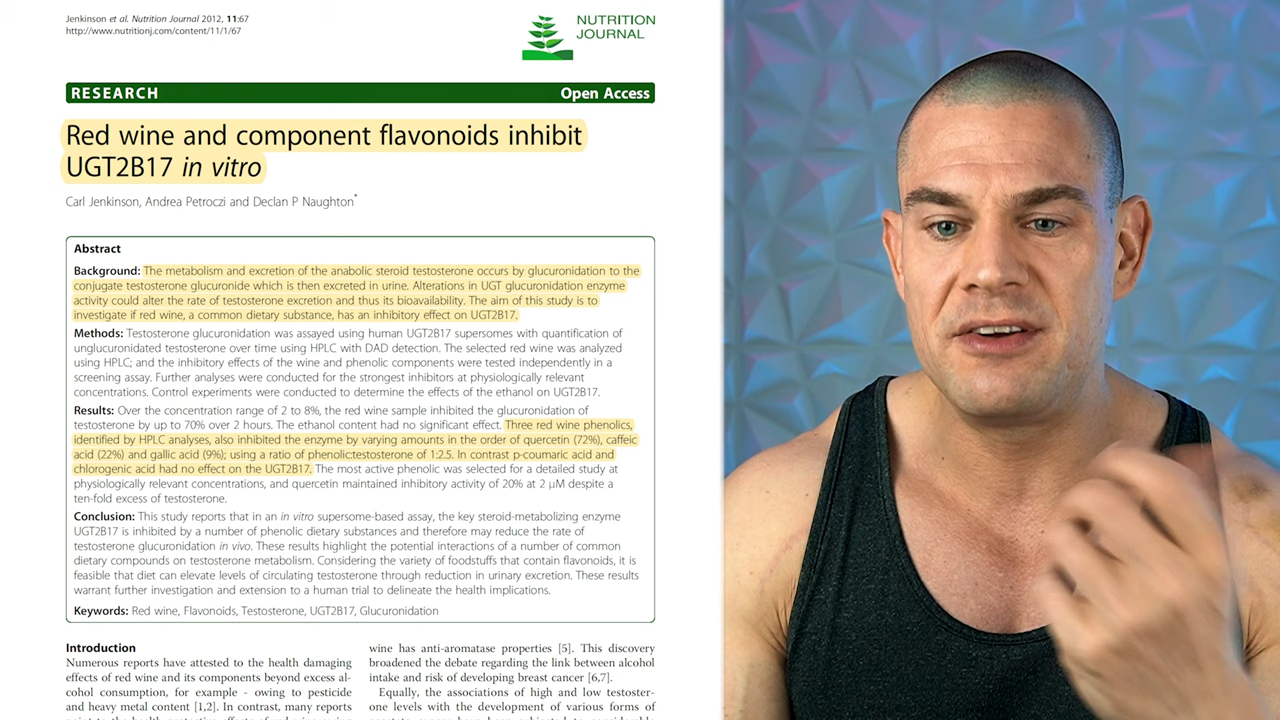 Jenkinson et al. Nutrition Journal 2012, 11:67
http://www.nutritionj.com/content/11/1/67
NUTRITION
JOURNAL
RESEARCH
Open Access
Red wine and component flavonoids inhibit
UGT2B17 in vitro
Carl Jenkinson, Andrea Petroczi and Declan P Naughton*
Abstract
Background: The metabolism and excretion of the anabolic steroid testosterone occurs by glucuronidation to the
conjugate testosterone glucuronide which is then excreted in urine. Alterations in UGT glucuronidation enzyme
activity could alter the rate of testosterone excretion and thus its bioavailability. The aim of this study is to
investigate if red wine, a common dietary substance, has an inhibitory effect on UGT2B17.
Methods: Testosterone glucuronidation was assayed using human UGT2B17 supersomes with quantification of
unglucuronidated testosterone over time using HPLC with DAD detection. The selected red wine was analyzed
using HPLC; and the inhibitory effects of the wine and phenolic components were tested independently in a
screening assay. Further analyses were conducted for the strongest inhibitors at physiologically relevant
concentrations. Control experiments were conducted to determine the effects of the ethanol on UGT2B17.
Results: Over the concentration range of 2 to 8%, the red wine sample inhibited the glucuronidation of
testosterone by up to 70% over 2 hours. The ethanol content had no significant effect. Three red wine phenolics,
identified by HPLC analyses, also inhibited the enzyme by varying amounts in the order of quercetin (72%), caffeic
acid (22%) and gallic acid (9%); using a ratio of phenolic:testosterone of 1:2.5. In contrast p-coumaric acid and
chlorogenic acid had no effect on the UGT2B17. The most active phenolic was selected for a detailed study at
physiologically relevant concentrations, and quercetin maintained inhibitory activity of 20% at 2 μM despite a
ten-fold excess of testosterone.
Conclusion: This study reports that in an in vitro supersome-based assay, the key steroid-metabolizing enzyme
UGT2B17 is inhibited by a number of phenolic dietary substances and therefore may reduce the rate of
testosterone glucuronidation in vivo. These results highlight the potential interactions of a number of common
dietary compounds on testosterone metabolism. Considering the variety of foodstuffs that contain flavonoids, it is
feasible that diet can elevate levels of circulating testosterone through reduction in urinary excretion. These results
warrant further investigation and extension to a human trial to delineate the health implications.
Keywords: Red wine, Flavonoids, Testosterone, UGT2B17, Glucuronidation
Introduction
Numerous reports have attested to the health damaging
effects of red wine and its components beyond excess al-
cohol consumption, for example - owing to pesticide
and heavy metal content [1,2]. In contrast, many reports
wine has anti-aromatase properties [5]. This discovery
broadened the debate regarding the link between alcohol
intake and risk of developing breast cancer [6,7].
Equally, the associations of high and low testoster-
one levels with the development of various forms of